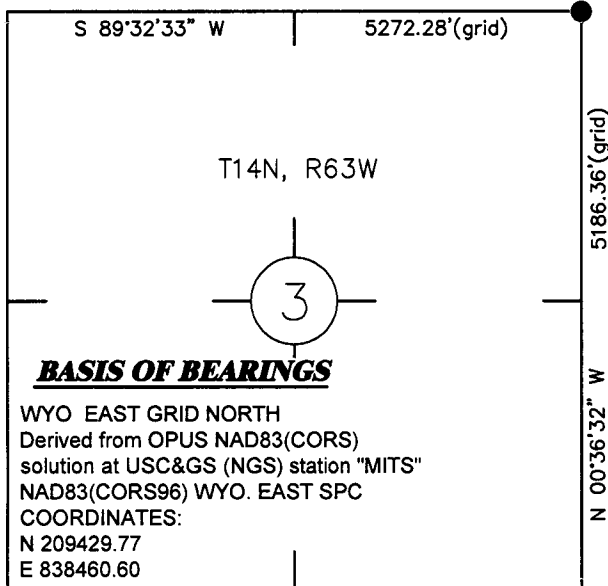 S 89°32'33" W
5272.28'(grid)
T14N, R63W
5186.36'(grid)
3
N 00°36'32" W
BASIS OF BEARINGS
WYO EAST GRID NORTH
Derived from OPUS NAD83(CORS)
solution at USC&GS (NGS) station "MITS"
NAD83(CORS96) WYO. EAST SPC
COORDINATES:
N 209429.77
E 838460.60